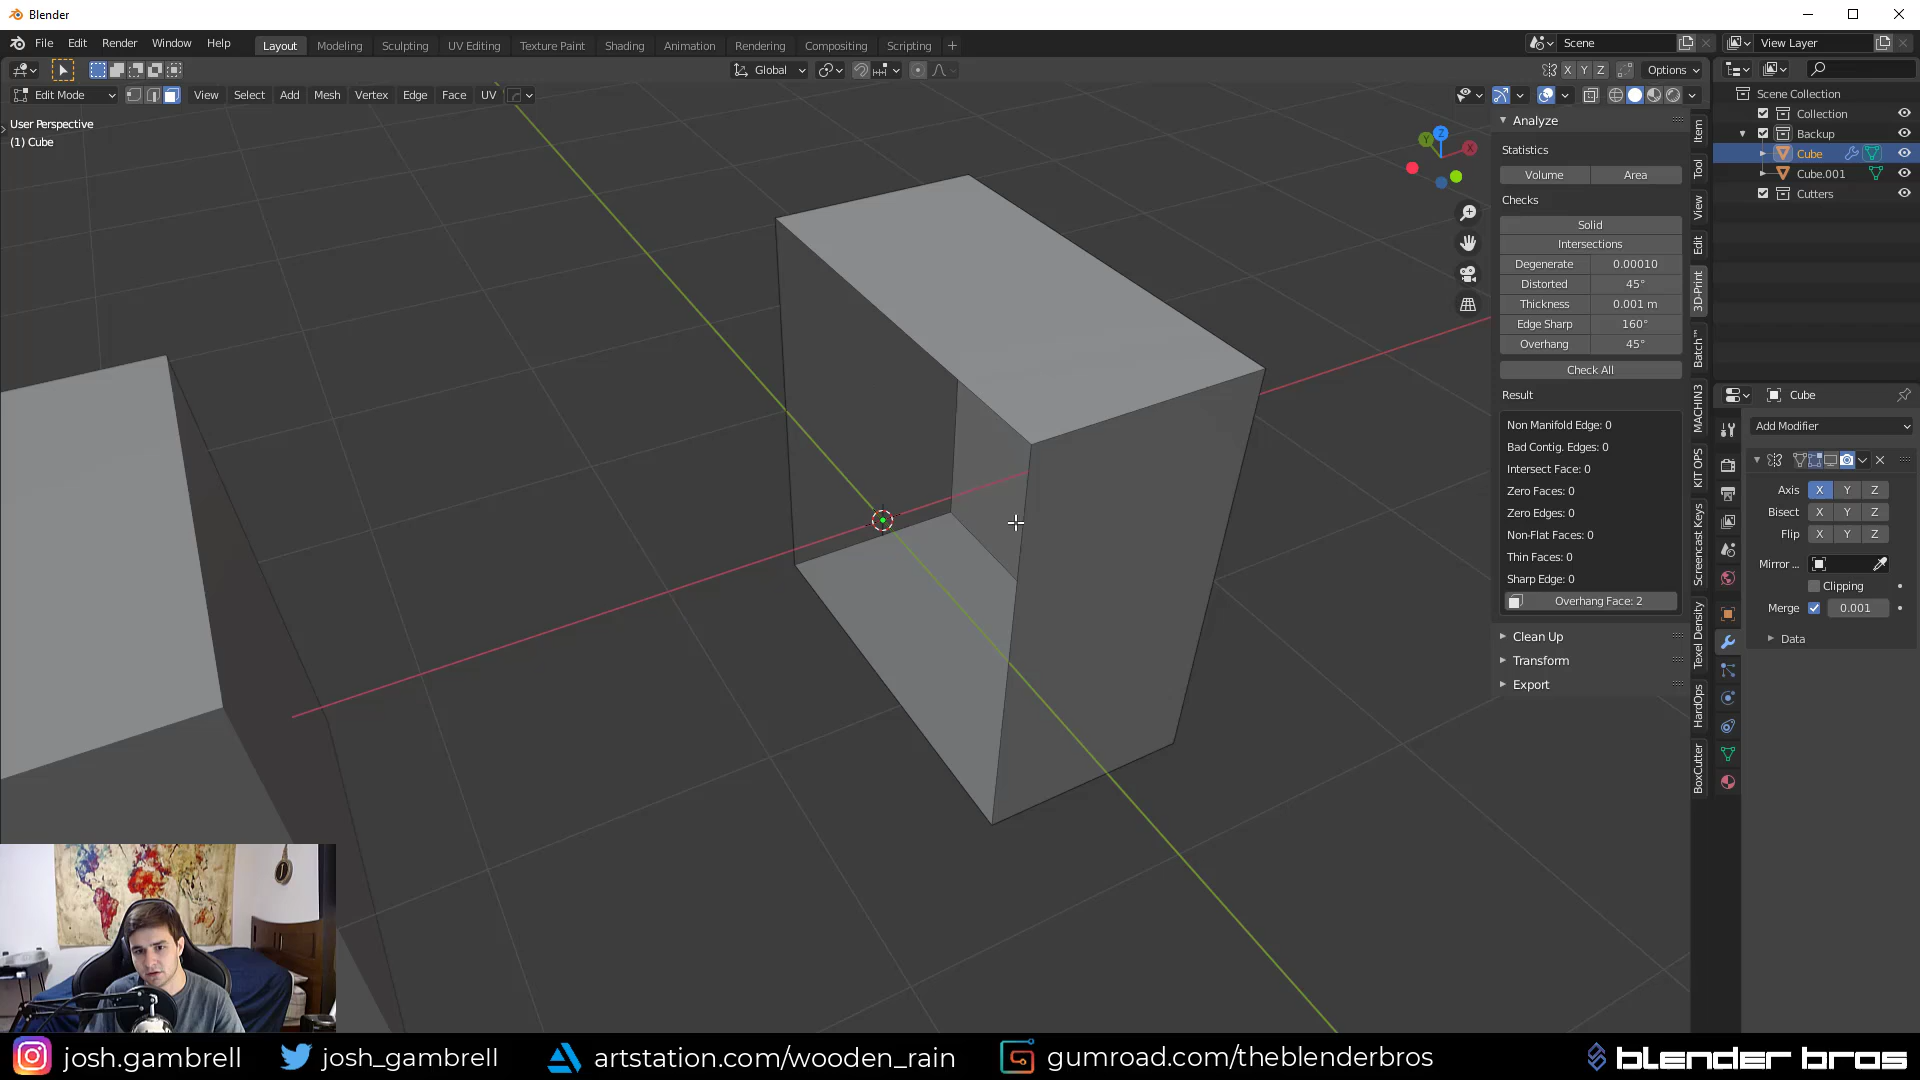 Blender
File Edit Render Window Help
Layout Modeling Sculpting UV Editing Texture Paint Shading Animation Rendering Compositing Scripting +
Scene
View Layer
Global
X Y Z
Options
Edit Mode
View Select Add Mesh Vertex Edge Face UV
User Perspective
(1) Cube
Z
Y
X
Analyze
Statistics
Volume Area
Checks
Solid
Intersections
Degenerate 0.00010
Distorted 45°
Thickness 0.001 m
Edge Sharp 160°
Overhang 45°
Check All
Result
Non Manifold Edge: 0
Bad Contig. Edges: 0
Intersect Face: 0
Zero Faces: 0
Zero Edges: 0
Non-Flat Faces: 0
Thin Faces: 0
Sharp Edge: 0
Overhang Face: 2
Clean Up
Transform
Export
Item
Tool
View
Edit
3D-Print
Batch™
MACHIN3
KIT OPS
Screencast Keys
Texel Density
HardOps
BoxCutter
Scene Collection
Collection
Backup
Cube
Cube.001
Cutters
Cube
Add Modifier
Axis X Y Z
Bisect X Y Z
Flip X Y Z
Mirror ...
Clipping
Merge 0.001
Data
josh.gambrell
josh_gambrell
artstation.com/wooden_rain
gumroad.com/theblenderbros
blender bros